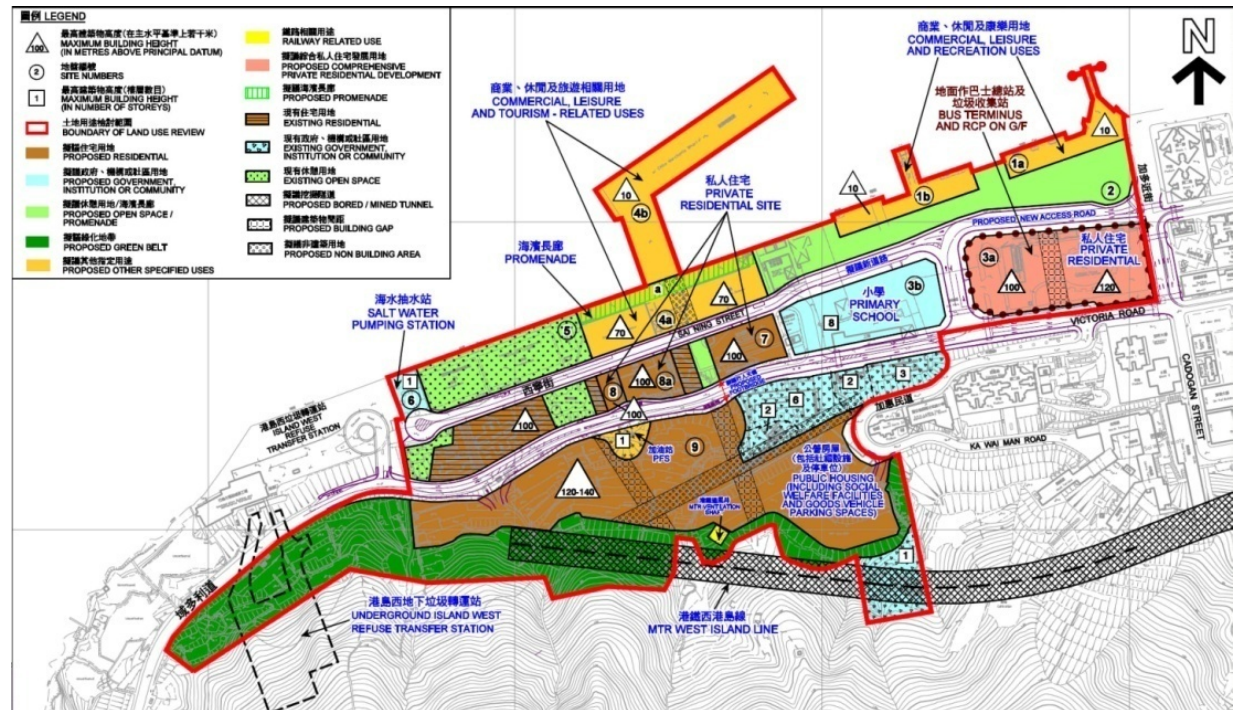 圖例 LEGEND
100
最高建築物高度(在主水平基準上若干米)
MAXIMUM BUILDING HEIGHT
(IN METRES ABOVE PRINCIPAL DATUM)
2
地盤編號
SITE NUMBERS
1
最高建築物高度(樓層數目)
MAXIMUM BUILDING HEIGHT
(IN NUMBER OF STOREYS)
土地用途檢討範圍
BOUNDARY OF LAND USE REVIEW
擬議住宅用地
PROPOSED RESIDENTIAL
擬議政府、機構或社區用地
PROPOSED GOVERNMENT,
INSTITUTION OR COMMUNITY
擬議休憩用地/海濱長廊
PROPOSED OPEN SPACE /
PROMENADE
擬議綠化地帶
PROPOSED GREEN BELT
擬議其他指定用途
PROPOSED OTHER SPECIFIED USES
鐵路相關用途
RAILWAY RELATED USE
擬議綜合私人住宅發展用地
PROPOSED COMPREHENSIVE
PRIVATE RESIDENTIAL DEVELOPMENT
擬議海濱長廊
PROPOSED PROMENADE
現有住宅用地
EXISTING RESIDENTIAL
現有政府、機構或社區用地
EXISTING GOVERNMENT,
INSTITUTION OR COMMUNITY
現有休憩用地
EXISTING OPEN SPACE
擬議挖掘隧道
PROPOSED BORED / MINED TUNNEL
擬議建築物間距
PROPOSED BUILDING GAP
擬議非建築用地
PROPOSED NON BUILDING AREA
N
商業、休閒及康樂用地
COMMERCIAL, LEISURE
AND RECREATION USES
商業、休閒及旅遊相關用地
COMMERCIAL, LEISURE
AND TOURISM - RELATED USES
地面作巴士總站及
垃圾收集站
BUS TERMINUS
AND RCP ON G/F
10
1a
10
4b
10
1b
2
加多近街
私人住宅
PRIVATE
RESIDENTIAL SITE
PROPOSED NEW ACCESS ROAD
擬議新道路
海濱長廊
PROMENADE
私人住宅
PRIVATE
RESIDENTIAL
3a
100
120
小學
PRIMARY
SCHOOL
3b
8
a
4a
70
70
SAI NING STREET
西寧街
海水抽水站
SALT WATER
PUMPING STATION
5
7
100
VICTORIA ROAD
1
6
8
100
8a
100
100
港島西垃圾轉運站
ISLAND WEST
REFUSE
TRANSFER STATION
2
6
2
3
加惠民道
CADOGAN STREET
KA WAI MAN ROAD
1
加油站
PFS
9
120-140
公營房屋
(包括社福設施
及停車位)
PUBLIC HOUSING
(INCLUDING SOCIAL
WELFARE FACILITIES
AND GOODS VEHICLE
PARKING SPACES)
MTR VENTILATION
SHAFT
1
域多利道
港島西地下垃圾轉運站
UNDERGROUND ISLAND WEST
REFUSE TRANSFER STATION
港鐵西港島線
MTR WEST ISLAND LINE